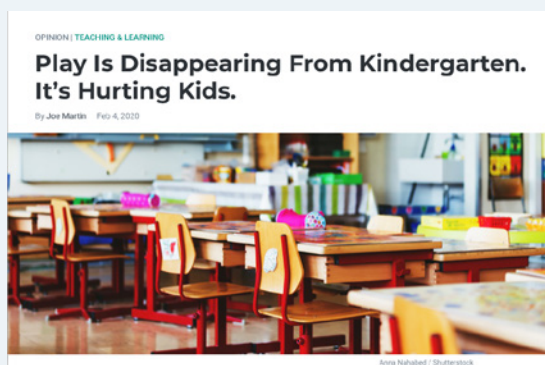 OPINION | TEACHING & LEARNING
Play Is Disappearing From Kindergarten.
It's Hurting Kids.
By Joe Martin Feb 4, 2020
Anna Nahabed / Shutterstock